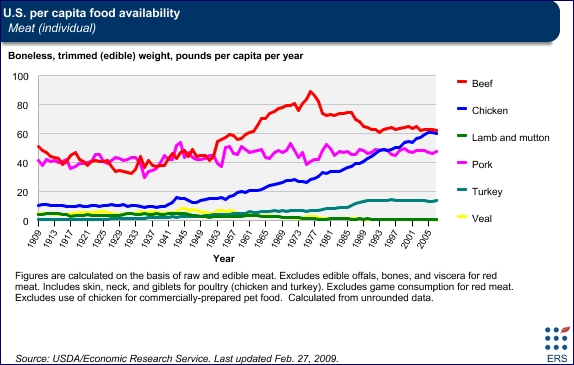 U.S. per capita food availability
Meat (individual)
Boneless, trimmed (edible) weight, pounds per capita per year
100
80
60
40
20
0
1909
1913
1917
1921
1925
1929
1933
1937
1941
1945
1949
1953
1957
1961
1965
1969
1973
1977
1981
1985
1989
1993
1997
2001
2005
Year
Beef
Chicken
Lamb and mutton
Pork
Turkey
Veal
Figures are calculated on the basis of raw and edible meat. Excludes edible offals, bones, and viscera for red
meat. Includes skin, neck, and giblets for poultry (chicken and turkey). Excludes game consumption for red meat.
Excludes use of chicken for commercially-prepared pet food.  Calculated from unrounded data.
Source: USDA/Economic Research Service. Last updated Feb. 27, 2009.
ERS